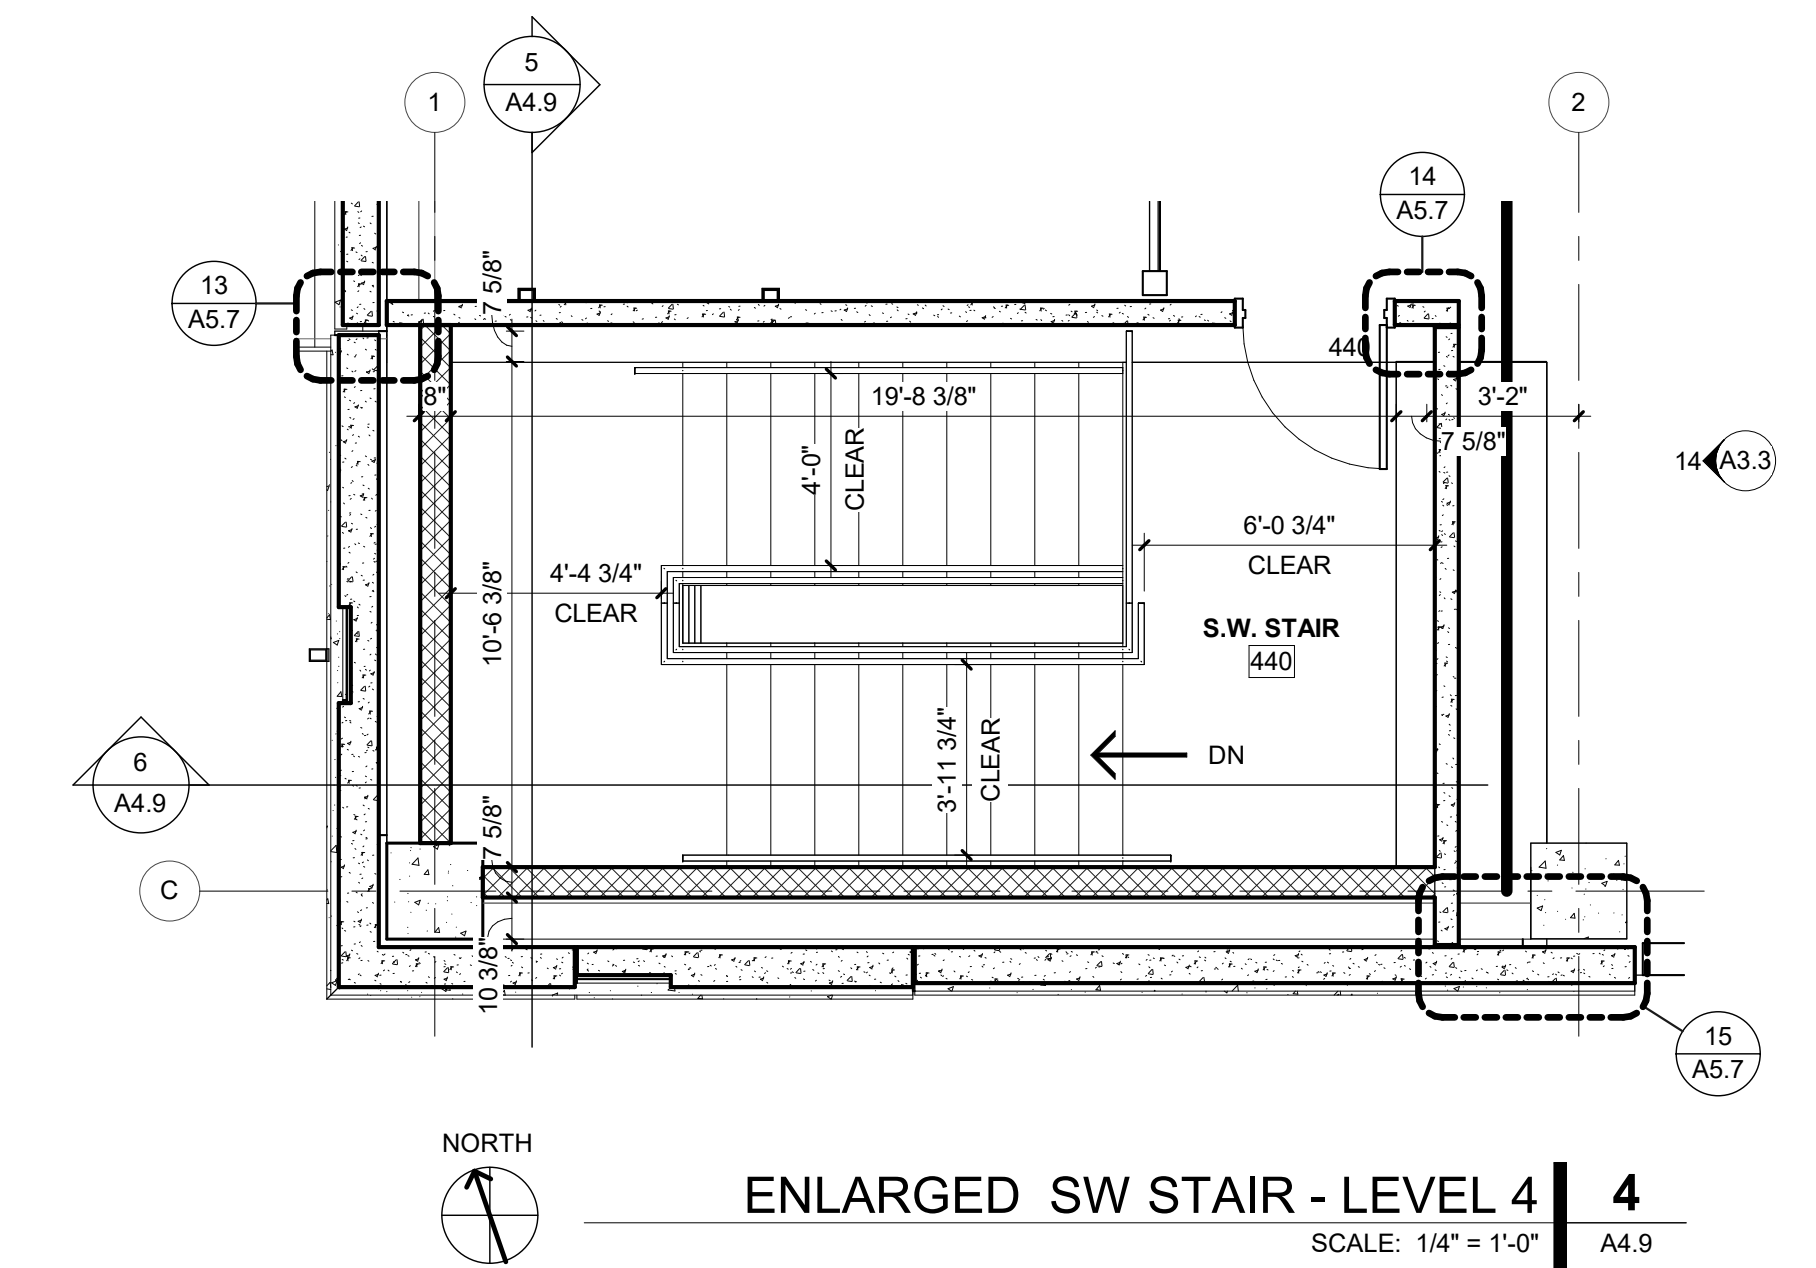 5
A4.9
1
2
14
A5.7
13
A5.7
7 5/8"
440
8"
19'-8 3/8"
3'-2"
7 5/8"
14
A3.3
4'-0"
CLEAR
6'-0 3/4"
CLEAR
4'-4 3/4"
CLEAR
10'-6 3/8"
S.W. STAIR
440
3'-11 3/4"
CLEAR
DN
6
A4.9
7 5/8"
C
10 3/8"
15
A5.7
NORTH
ENLARGED SW STAIR - LEVEL 4
4
SCALE: 1/4" = 1'-0"
A4.9